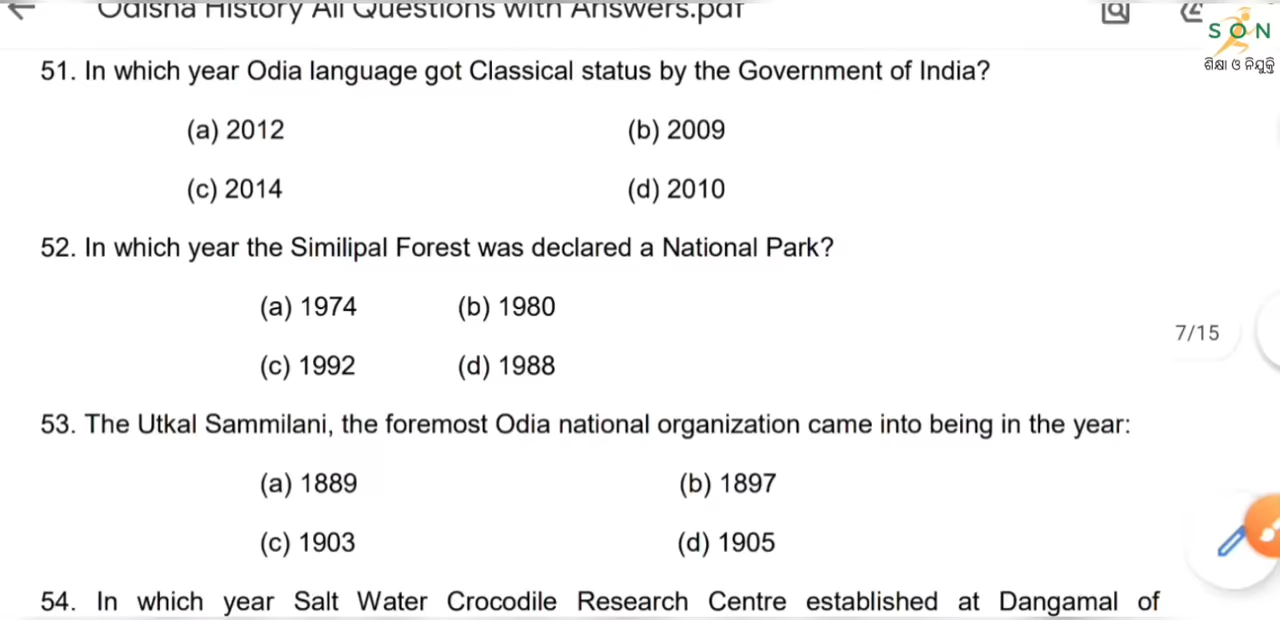 Odisha History All Questions with Answers.pdf
SON
ଶିକ୍ଷା ଓ ନିଯୁକ୍ତି
51. In which year Odia language got Classical status by the Government of India?
(a) 2012 (b) 2009
(c) 2014 (d) 2010
52. In which year the Similipal Forest was declared a National Park?
(a) 1974 (b) 1980
(c) 1992 (d) 1988
7/15
53. The Utkal Sammilani, the foremost Odia national organization came into being in the year:
(a) 1889 (b) 1897
(c) 1903 (d) 1905
54. In which year Salt Water Crocodile Research Centre established at Dangamal of